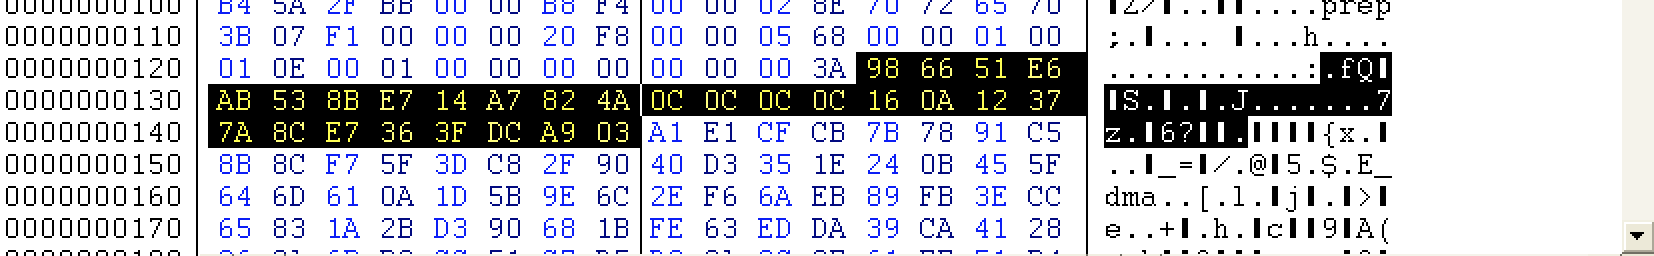 0000000100 B4 5A 2F BB 00 00 B8 F4 00 00 02 8E 70 72 65 70
0000000110 3B 07 F1 00 00 00 20 F8 00 00 05 68 00 00 01 00 ;.▌... ▌...h....
0000000120 01 0E 00 01 00 00 00 00 00 00 00 3A 98 66 51 E6 ...........:.fQ▌
0000000130 AB 53 8B E7 14 A7 82 4A 0C 0C 0C 0C 16 0A 12 37 ▌S.▌.▌.J.......7
0000000140 7A 8C E7 36 3F DC A9 03 A1 E1 CF CB 7B 78 91 C5 z.▌6?▌▌.▌▌▌▌{x.▌
0000000150 8B 8C F7 5F 3D C8 2F 90 40 D3 35 1E 24 0B 45 5F ..▌_=▌/.@▌5.$.E_
0000000160 64 6D 61 0A 1D 5B 9E 6C 2E F6 6A EB 89 FB 3E CC dma..[.l.▌j▌.▌>▌
0000000170 65 83 1A 2B D3 90 68 1B FE 63 ED DA 39 CA 41 28 e..+▌.h.▌c▌▌9▌A(